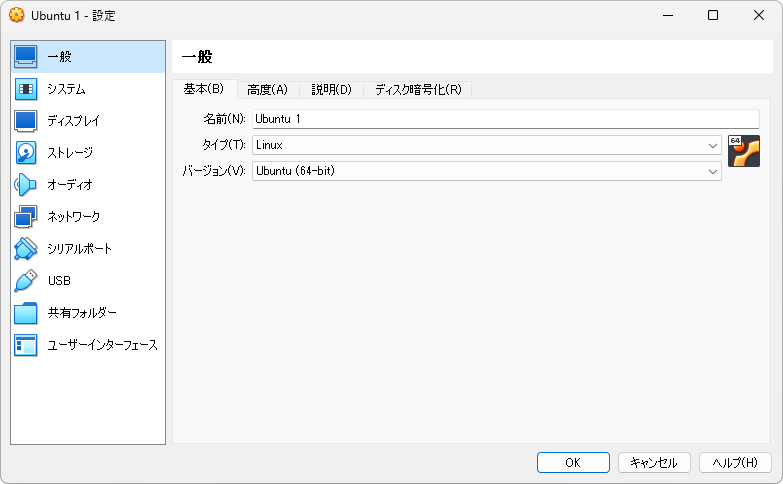 Ubuntu 1 - 設定
一般
システム
ディスプレイ
ストレージ
オーディオ
ネットワーク
シリアルポート
USB
共有フォルダー
ユーザーインターフェース
一般
基本(B) 高度(A) 説明(D) ディスク暗号化(R)
名前(N): Ubuntu 1
タイプ(T): Linux
64
バージョン(V): Ubuntu (64-bit)
OK キャンセル ヘルプ(H)